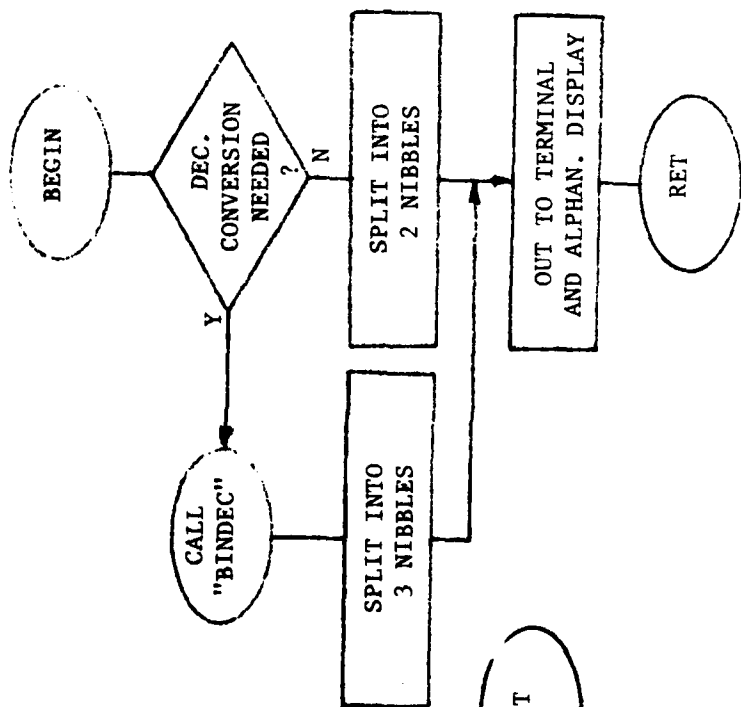 BEGIN
DEC.
CONVERSION
NEEDED
?
Y
N
CALL
"BINDEC"
SPLIT INTO
2 NIBBLES
SPLIT INTO
3 NIBBLES
OUT TO TERMINAL
AND ALPHAN. DISPLAY
RET
T